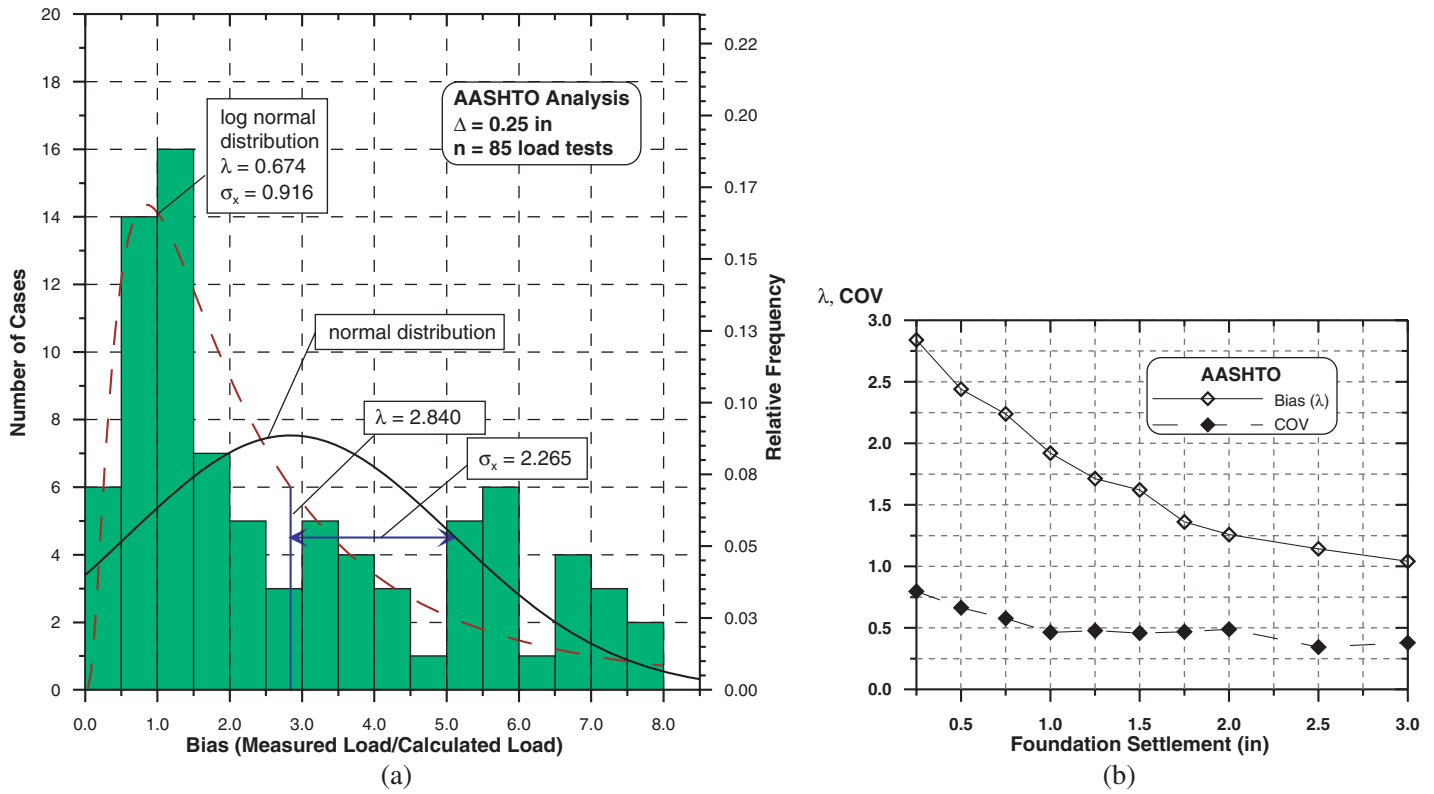 20
18
16
14
12
10
8
6
4
2
0
Number of Cases
0.22
0.20
0.17
0.15
0.13
0.10
0.08
0.05
0.03
0.00
Relative Frequency
log normal
distribution
λ = 0.674
σx = 0.916
AASHTO Analysis
Δ = 0.25 in
n = 85 load tests
normal distribution
λ = 2.840
σx = 2.265
0.0 1.0 2.0 3.0 4.0 5.0 6.0 7.0 8.0
Bias (Measured Load/Calculated Load)
(a)
λ, COV
3.0
2.5
2.0
1.5
1.0
0.5
0.0
AASHTO
Bias (λ)
COV
0.5 1.0 1.5 2.0 2.5 3.0
Foundation Settlement (in)
(b)